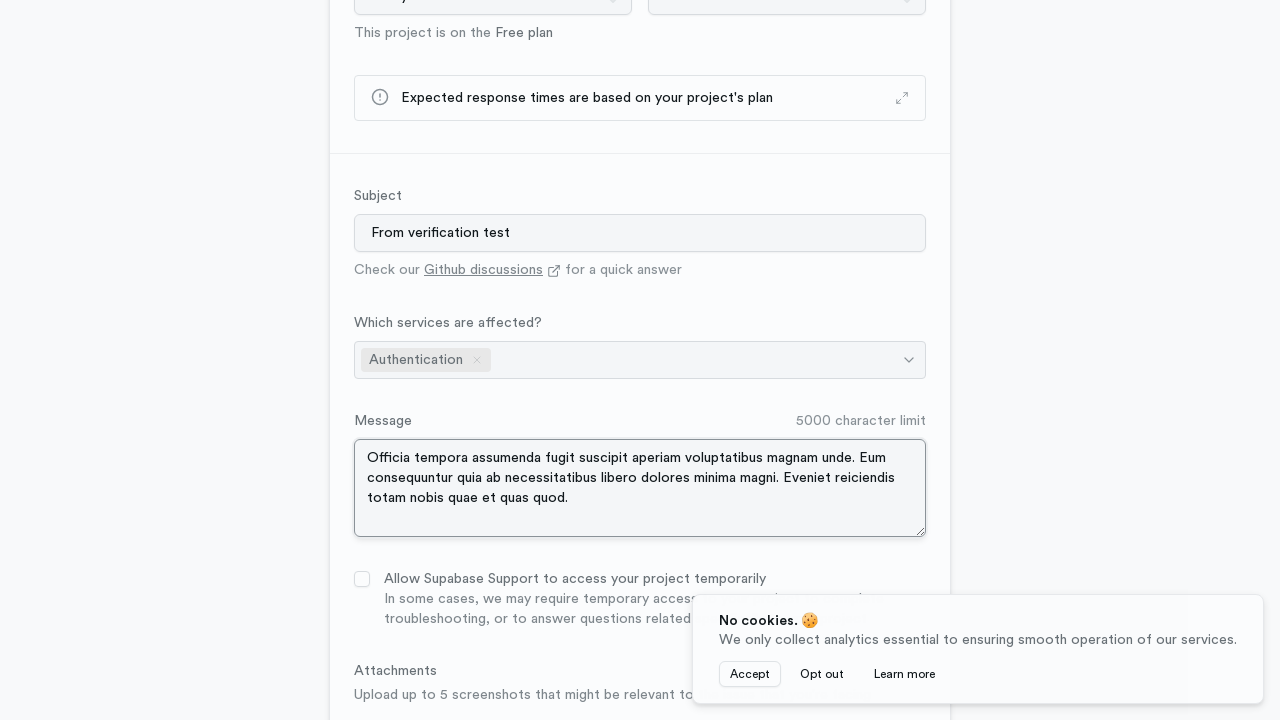 This project is on the Free plan
Expected response times are based on your project's plan
Subject
From verification test
Check our Github discussions for a quick answer
Which services are affected?
Authentication
Message
5000 character limit
Officia tempora assumenda fugit suscipit aperiam voluptatibus magnam unde. Eum
consequuntur quia ab necessitatibus libero dolores minima magni. Eveniet reiciendis
totam nobis quae et quas quod.
Allow Supabase Support to access your project temporarily
In some cases, we may require temporary access
troubleshooting, or to answer questions related
Attachments
Upload up to 5 screenshots that might be relevant to
No cookies. 🍪
We only collect analytics essential to ensuring smooth operation of our services.
Accept
Opt out
Learn more